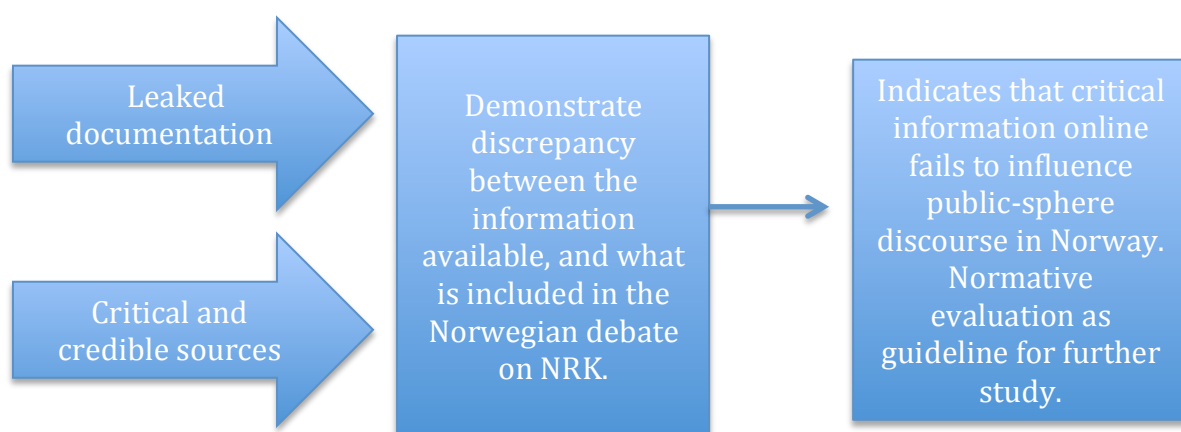 Leaked
documentation
Critical and
credible sources
Demonstrate
discrepancy
between the
information
available, and what
is included in the
Norwegian debate
on NRK.
Indicates that critical
information online
fails to influence
public-sphere
discourse in Norway.
Normative
evaluation as
guideline for further
study.